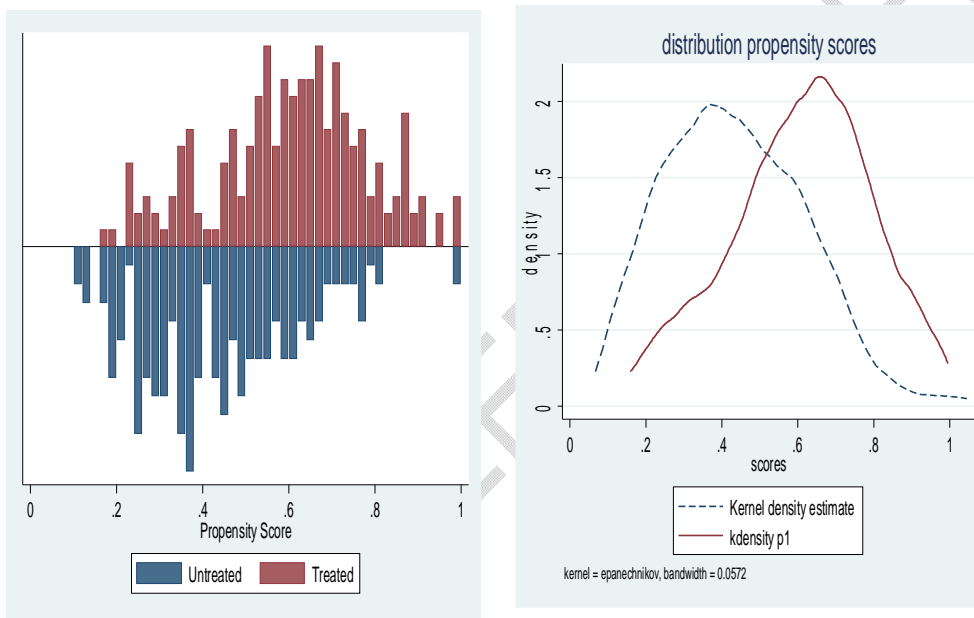 0 .2 .4 .6 .8 1
Propensity Score
Untreated Treated
distribution propensity scores
density
0 .5 1 1.5 2
0 .2 .4 .6 .8 1
scores
Kernel density estimate
kdensity p1
kernel = epanechnikov, bandwidth = 0.0572